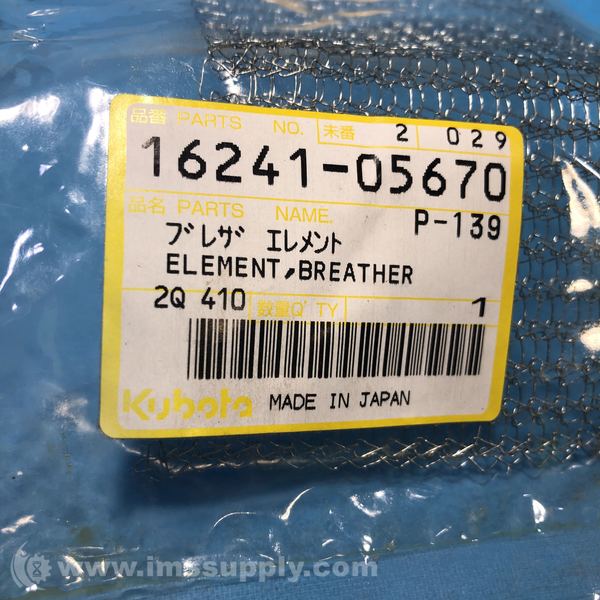 品番 PARTS NO. 末番 2 029
16241-05670
品名 PARTS NAME. P-139
ﾌﾞﾚｻﾞ ｴﾚﾒﾝﾄ
ELEMENT,BREATHER
2Q 410 数量Q'TY 1
Kubota MADE IN JAPAN
www.imssupply.com